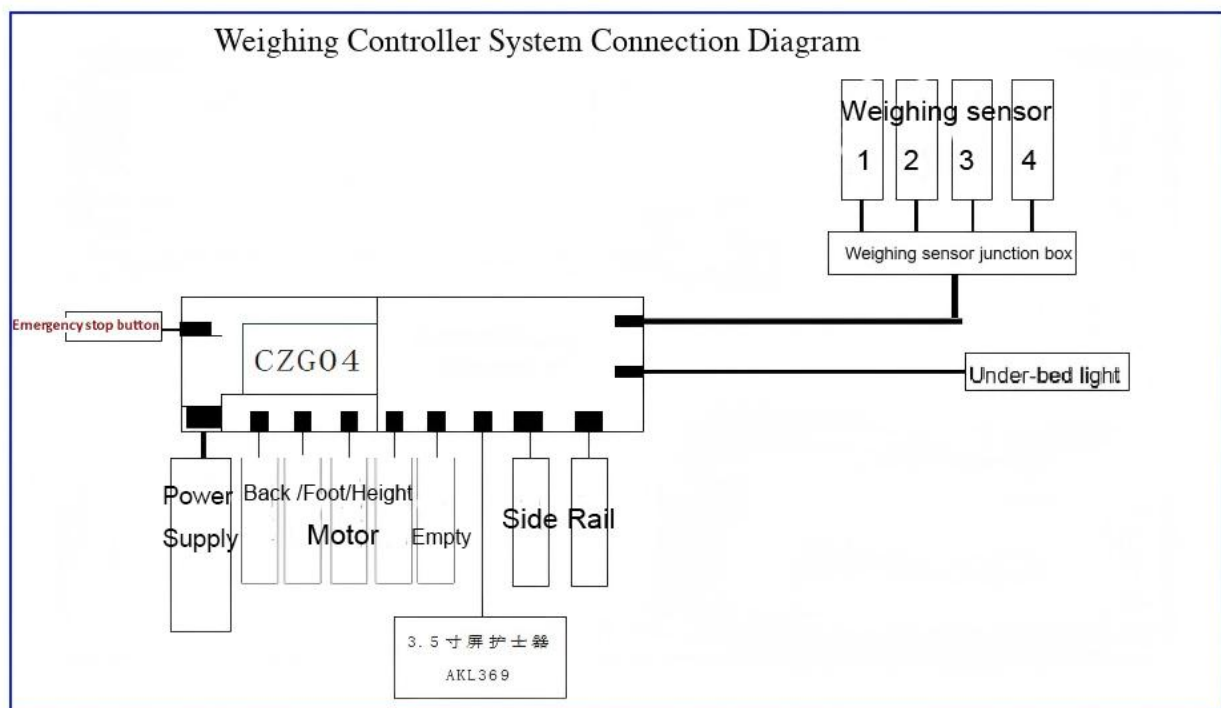 Weighing Controller System Connection Diagram
Weighing sensor
1 2 3 4
Weighing sensor junction box
Emergency stop button
CZG04
Under-bed light
Power
Supply
Back /Foot/Height
Motor
Empty
Side Rail
3.5寸屏护士器
AKL369